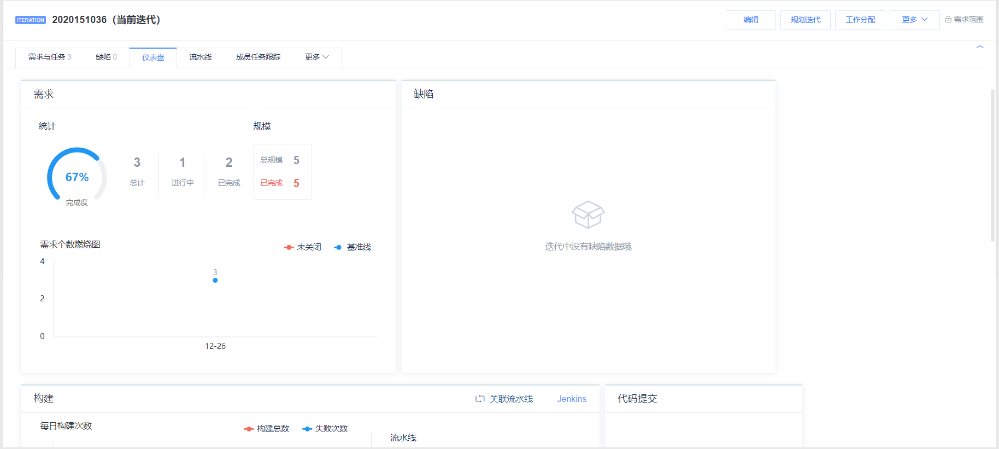 ITERATION 2020151036（当前迭代） 编辑 规划迭代 工作分配 更多 需求范围
需求与任务 3 缺陷 0 仪表盘 流水线 成员任务跟踪 更多
需求
统计 规模
67%
完成度
3 1 2
总计 进行中 已完成
总规模 5
已完成 5
需求个数燃烧图 未关闭 基准线
4
3
2
0
12-26
缺陷
迭代中没有缺陷数据哦
构建 关联流水线 Jenkins
每日构建次数 构建总数 失败次数
流水线
代码提交